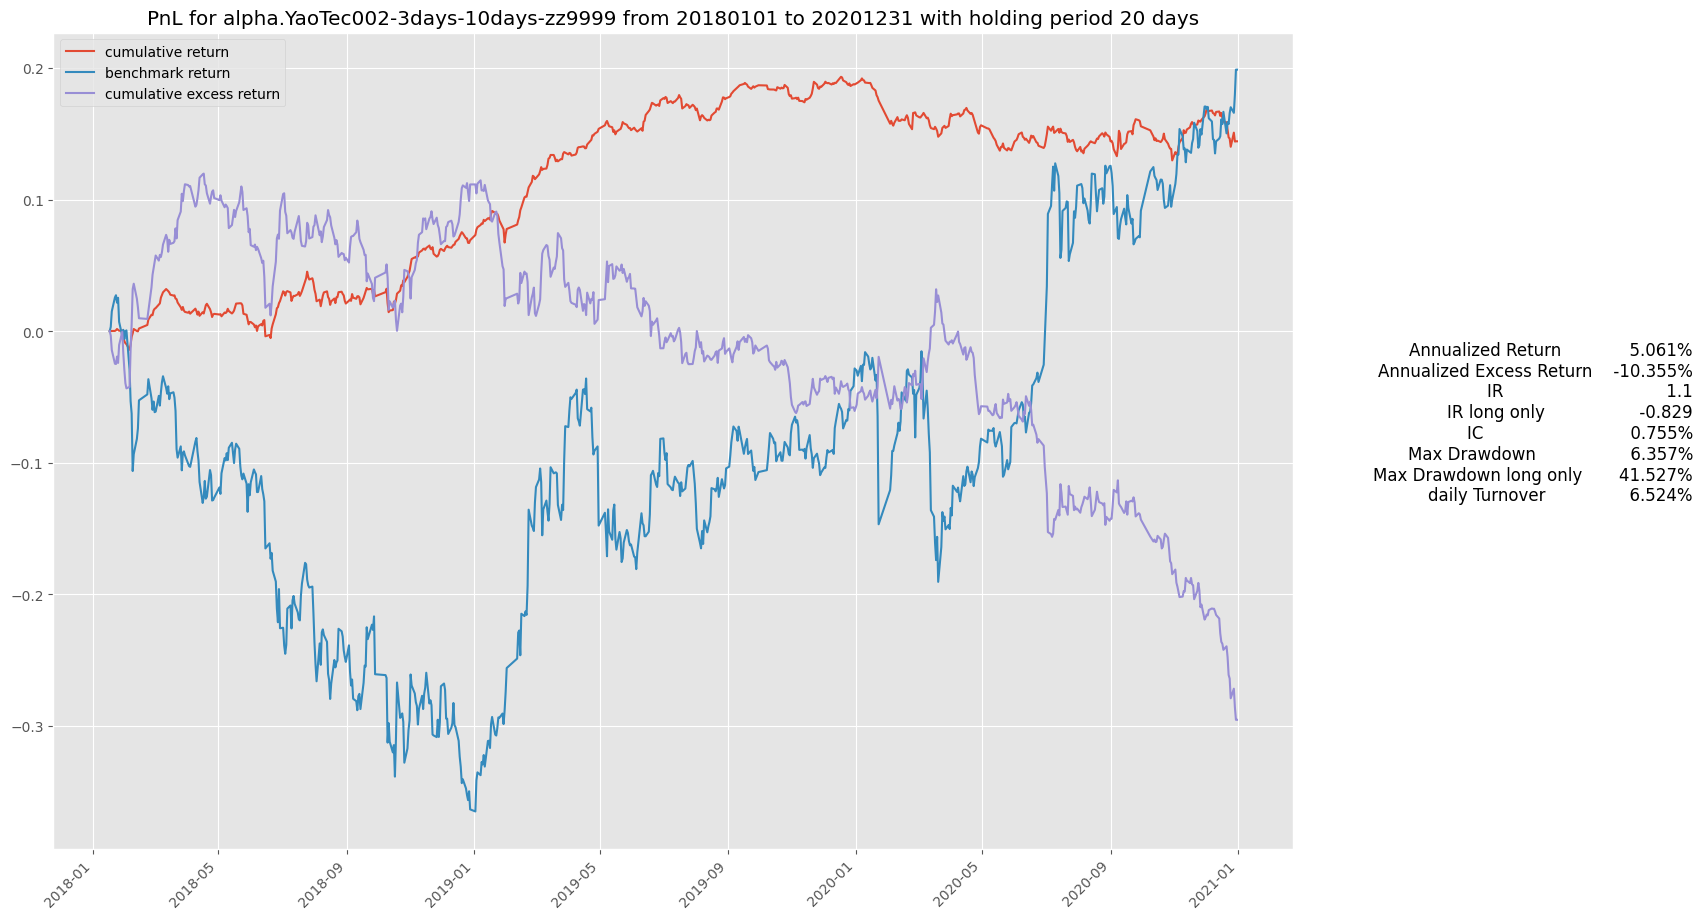 PnL for alpha.YaoTec002-3days-10days-zz9999 from 20180101 to 20201231 with holding period 20 days
cumulative return
benchmark return
cumulative excess return
0.2
0.1
0.0
−0.1
−0.2
−0.3
2018-01
2018-05
2018-09
2019-01
2019-05
2019-09
2020-01
2020-05
2020-09
2021-01
Annualized Return 5.061%
Annualized Excess Return -10.355%
IR 1.1
IR long only -0.829
IC 0.755%
Max Drawdown 6.357%
Max Drawdown long only 41.527%
daily Turnover 6.524%